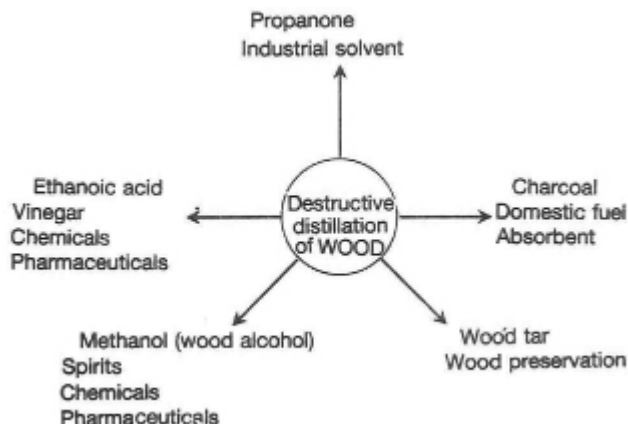 Propanone
Industrial solvent
Ethanoic acid
Vinegar
Chemicals
Pharmaceuticals
Destructive
distillation
of WOOD
Charcoal
Domestic fuel
Absorbent
Methanol (wood alcohol)
Spirits
Chemicals
Pharmaceuticals
Wood tar
Wood preservation